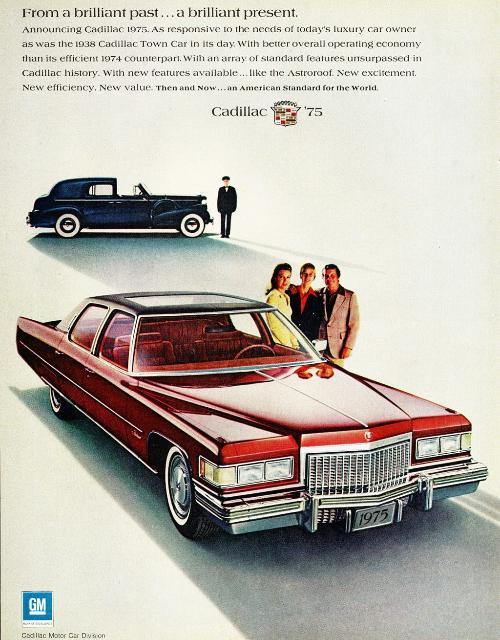 From a brilliant past...a brilliant present.
Announcing Cadillac 1975. As responsive to the needs of today's luxury car owner
as was the 1938 Cadillac Town Car in its day. With better overall operating economy
than its efficient 1974 counterpart. With an array of standard features unsurpassed in
Cadillac history. With new features available...like the Astroroof. New excitement.
New efficiency. New value. Then and Now...an American Standard for the World.
Cadillac '75
1975
GM
Cadillac Motor Car Division